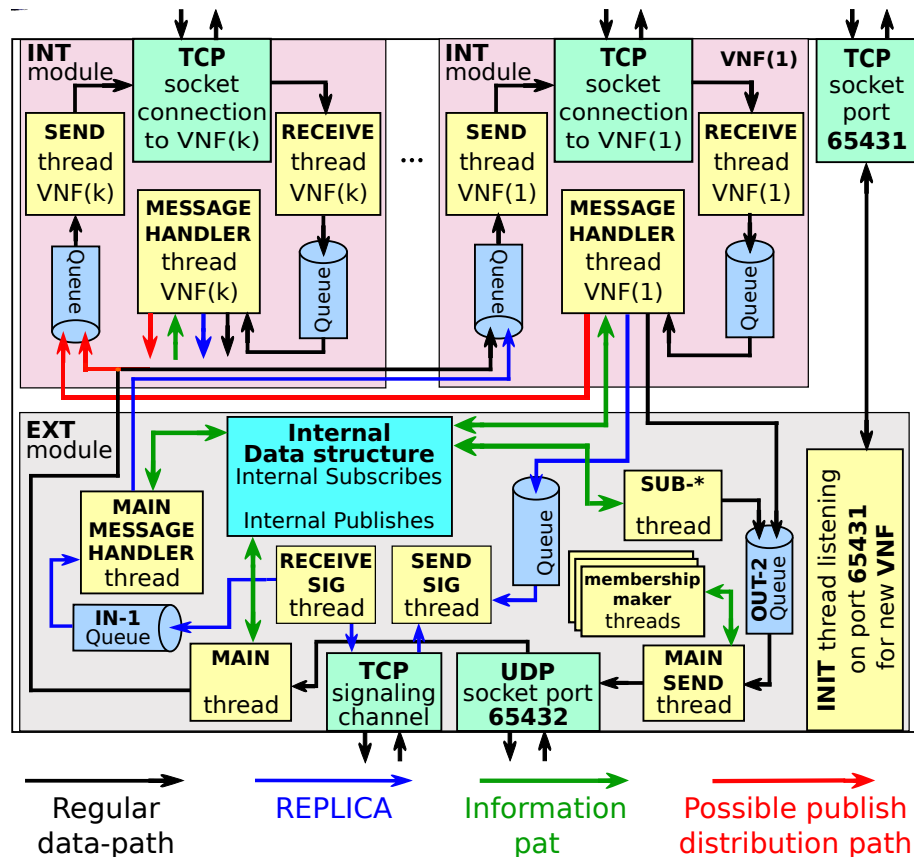 INT
module
TCP
socket
connection
to VNF(k)
SEND
thread
VNF(k)
RECEIVE
thread
VNF(k)
MESSAGE
HANDLER
thread
VNF(k)
Queue
Queue
...
INT
module
VNF(1)
TCP
socket
connection
to VNF(1)
SEND
thread
VNF(1)
RECEIVE
thread
VNF(1)
MESSAGE
HANDLER
thread
VNF(1)
Queue
Queue
TCP
socket
port
65431
EXT
module
Internal
Data structure
Internal Subscribes
Internal Publishes
MAIN
MESSAGE
HANDLER
thread
IN-1
Queue
RECEIVE
SIG
thread
SEND
SIG
thread
Queue
SUB-*
thread
membership
maker
threads
OUT-2
Queue
MAIN
thread
TCP
signaling
channel
UDP
socket port
65432
MAIN
SEND
thread
INIT thread listening
on port 65431
for new VNF
Regular
data-path
REPLICA
Information
pat
Possible publish
distribution path